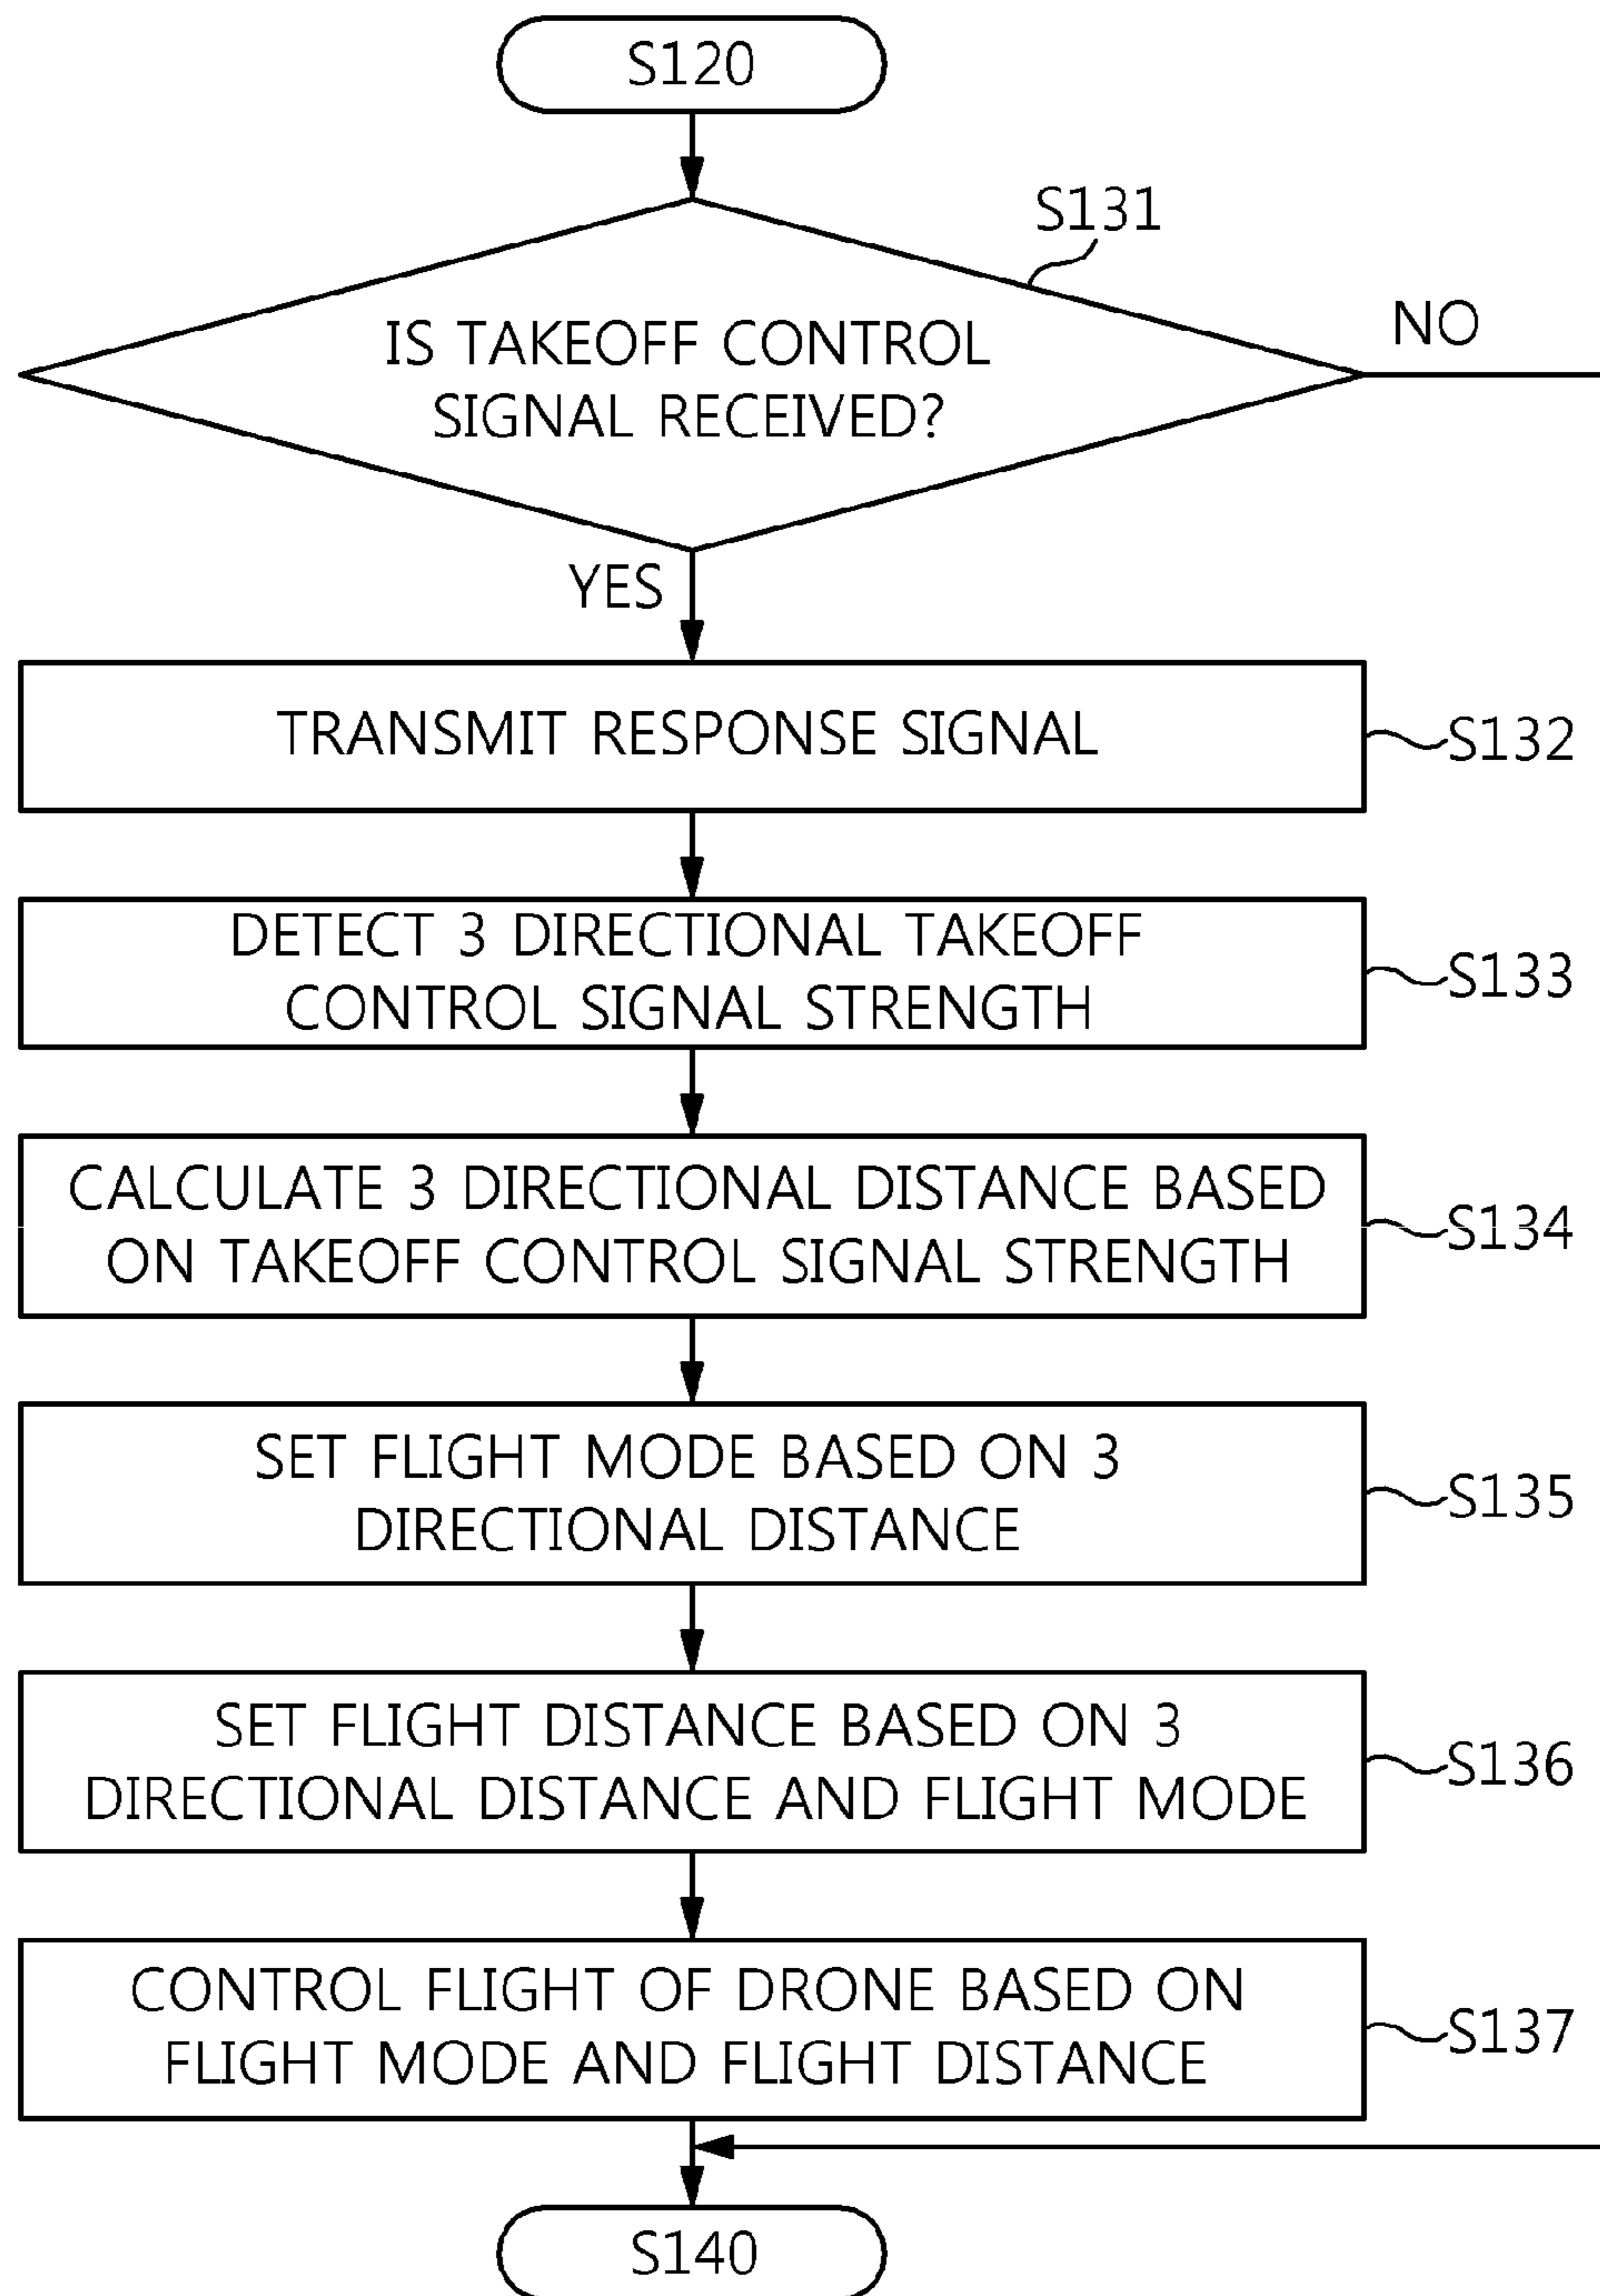 S120
S131
IS TAKEOFF CONTROL
SIGNAL RECEIVED?
NO
YES
TRANSMIT RESPONSE SIGNAL
S132
DETECT 3 DIRECTIONAL TAKEOFF
CONTROL SIGNAL STRENGTH
S133
CALCULATE 3 DIRECTIONAL DISTANCE BASED
ON TAKEOFF CONTROL SIGNAL STRENGTH
S134
SET FLIGHT MODE BASED ON 3
DIRECTIONAL DISTANCE
S135
SET FLIGHT DISTANCE BASED ON 3
DIRECTIONAL DISTANCE AND FLIGHT MODE
S136
CONTROL FLIGHT OF DRONE BASED ON
FLIGHT MODE AND FLIGHT DISTANCE
S137
S140